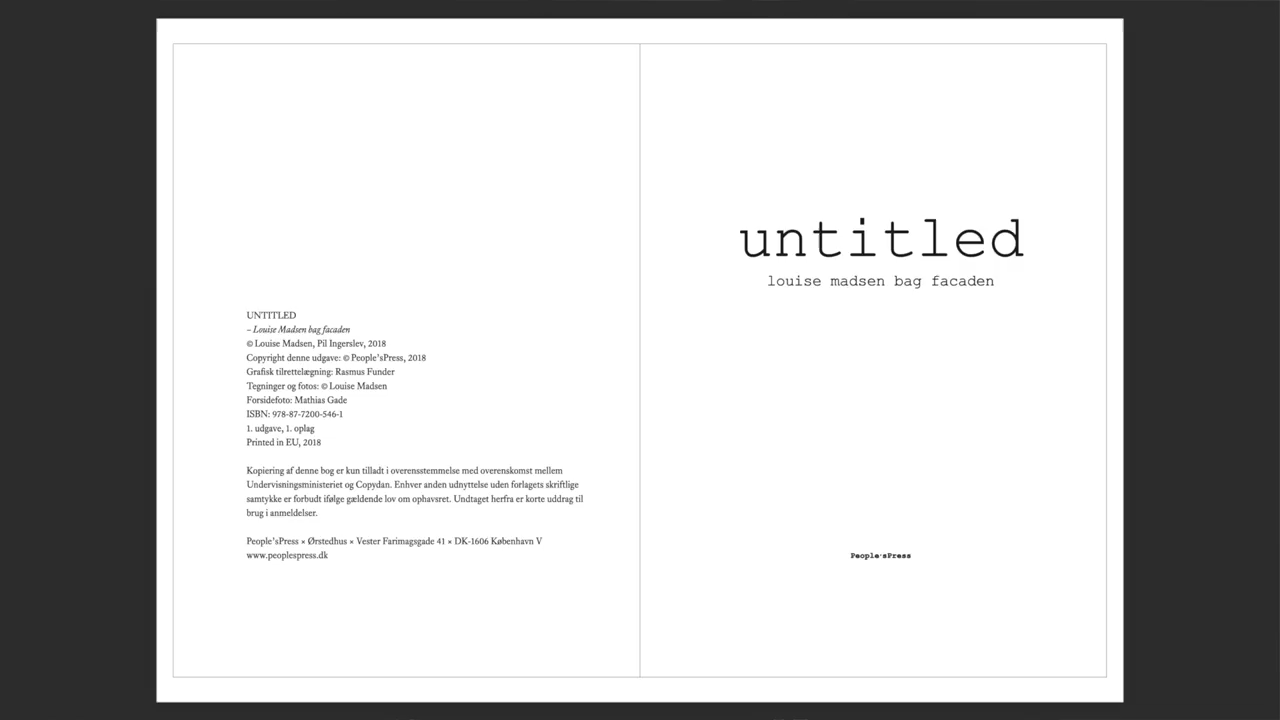 UNTITLED
– Louise Madsen bag facaden
© Louise Madsen, Pil Ingerslev, 2018
Copyright denne udgave: © People'sPress, 2018
Grafisk tilrettelægning: Rasmus Funder
Tegninger og fotos: © Louise Madsen
Forsidefoto: Mathias Gade
ISBN: 978-87-7200-546-1
1. udgave, 1. oplag
Printed in EU, 2018
Kopiering af denne bog er kun tilladt i overensstemmelse med overenskomst mellem
Undervisningsministeriet og Copydan. Enhver anden udnyttelse uden forlagets skriftlige
samtykke er forbudt ifølge gældende lov om ophavsret. Undtaget herfra er korte uddrag til
brug i anmeldelser.
People'sPress × Ørstedhus × Vester Farimagsgade 41 × DK-1606 København V
www.peoplespress.dk
untitled
louise madsen bag facaden
People'sPress